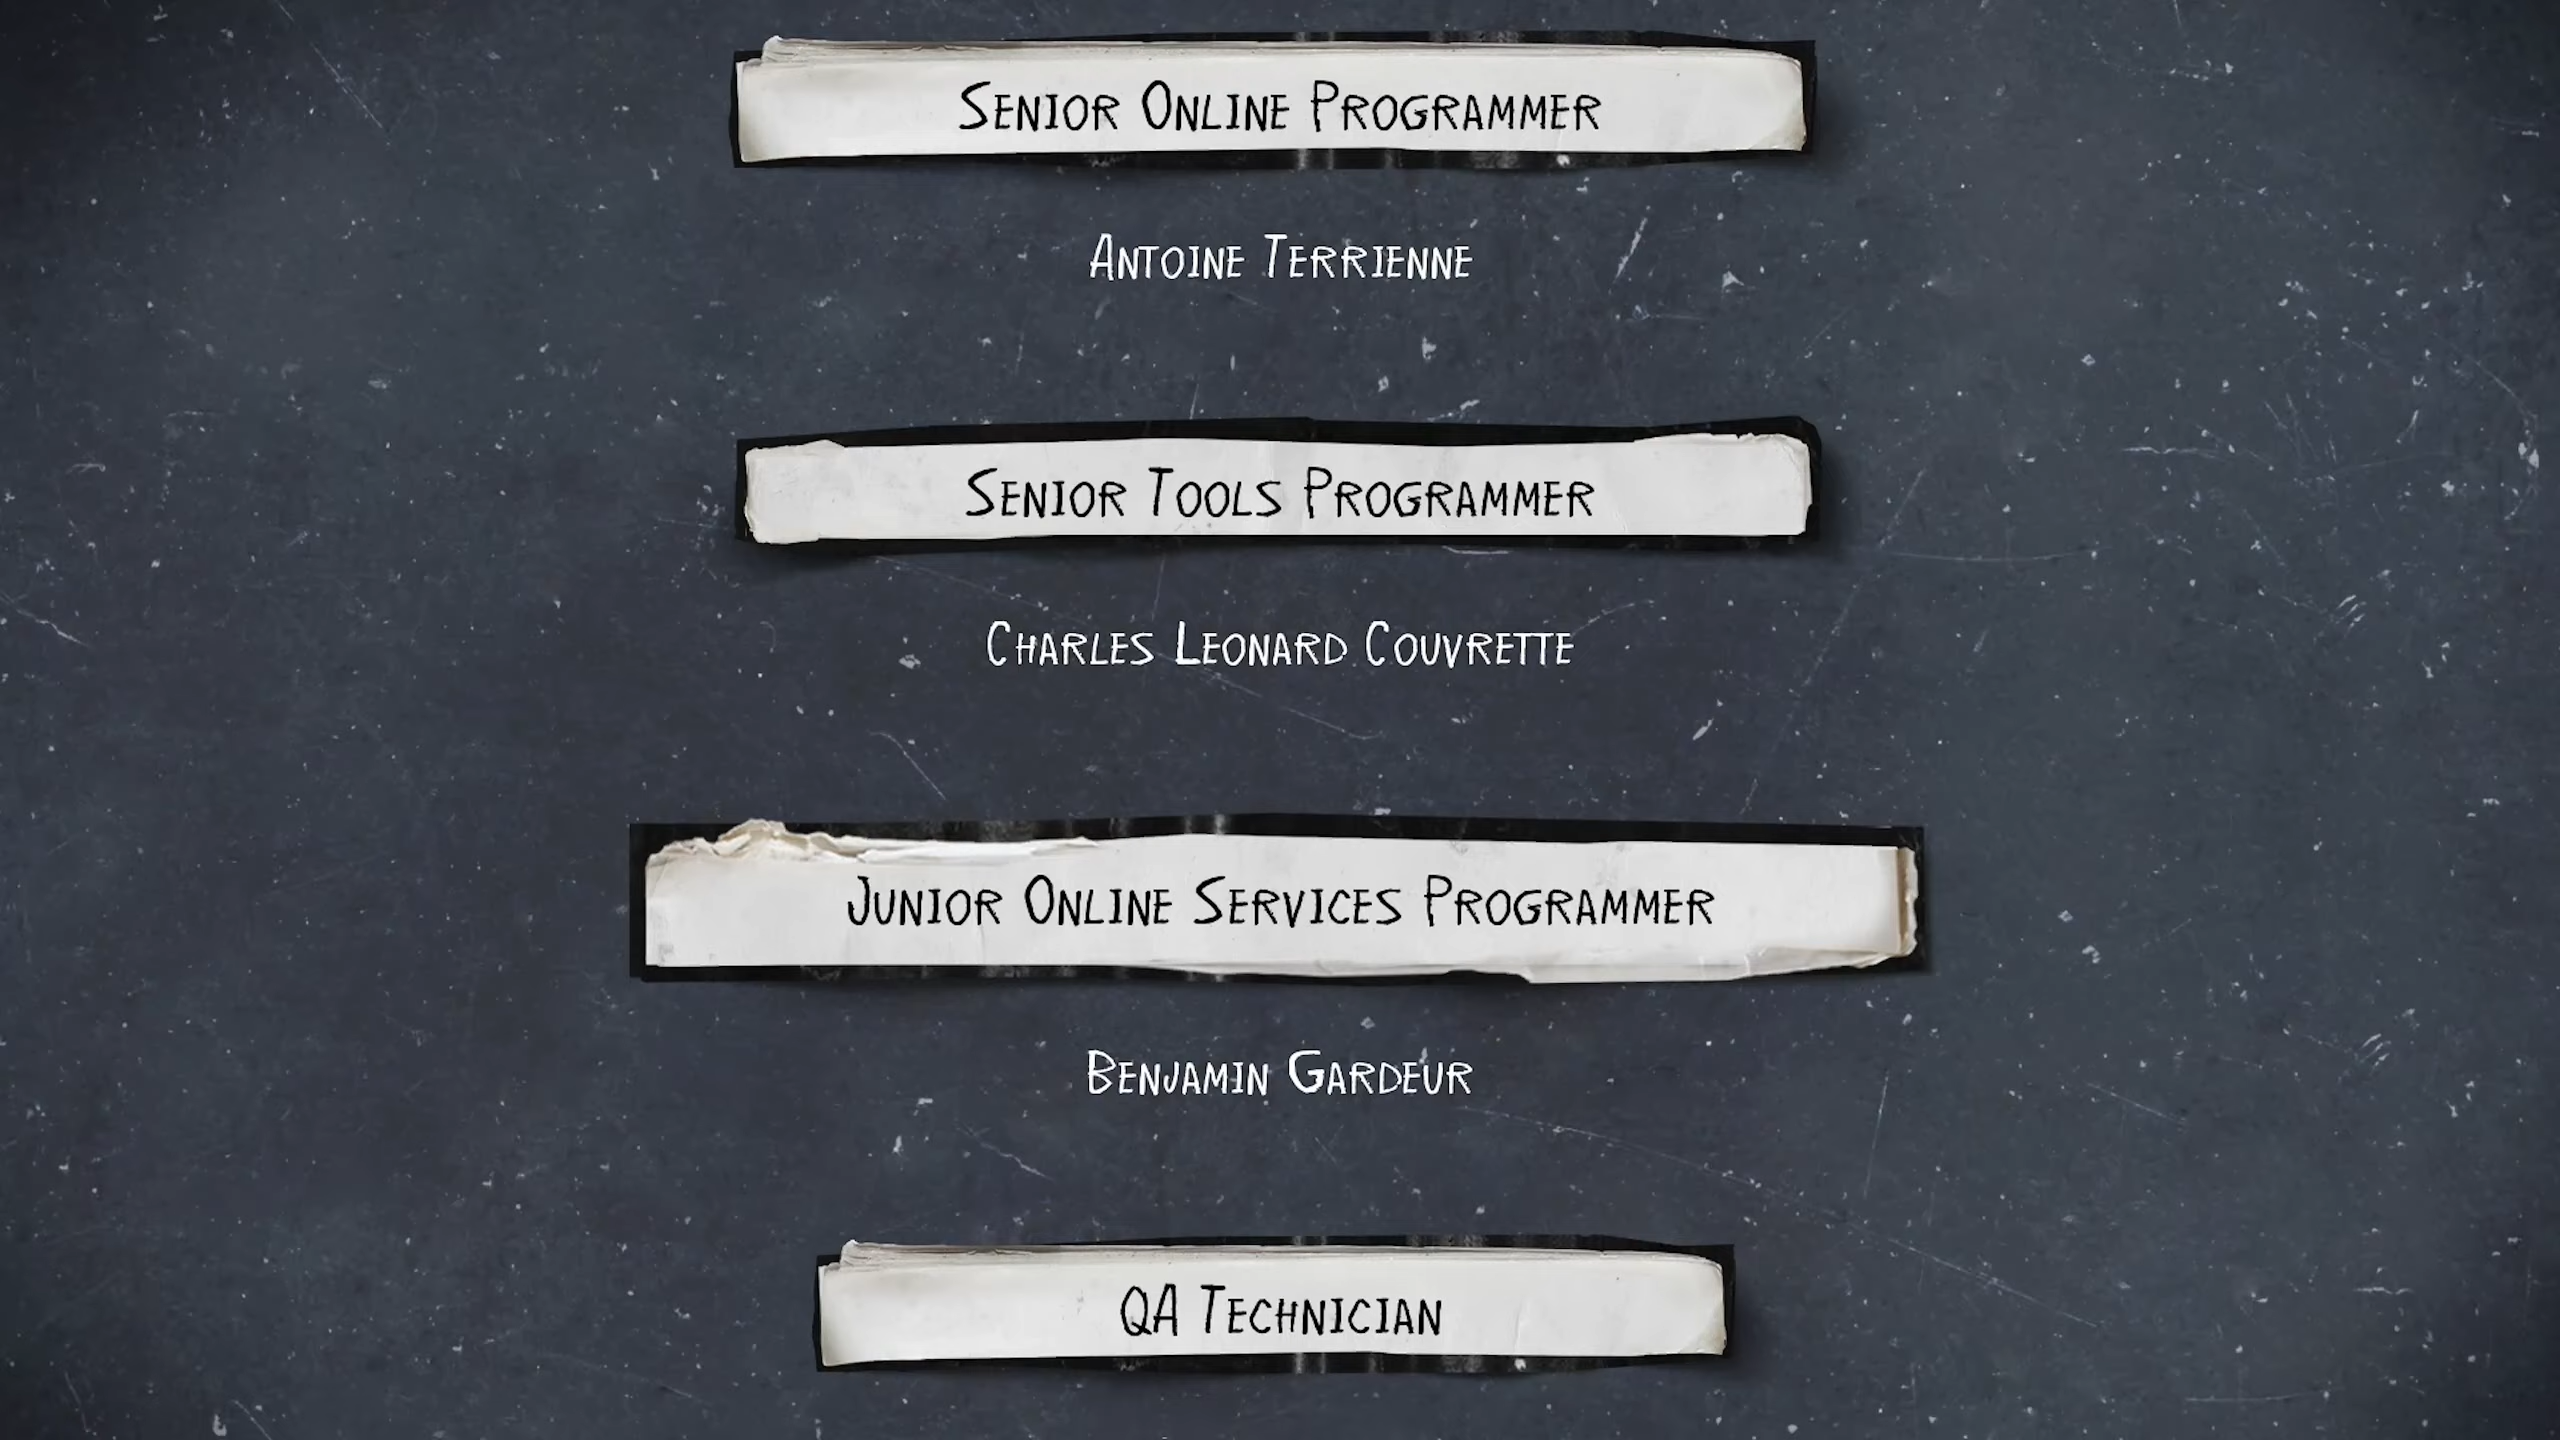 Senior Online Programmer
Antoine Terrienne
Senior Tools Programmer
Charles Leonard Couvrette
Junior Online Services Programmer
Benjamin Gardeur
QA Technician